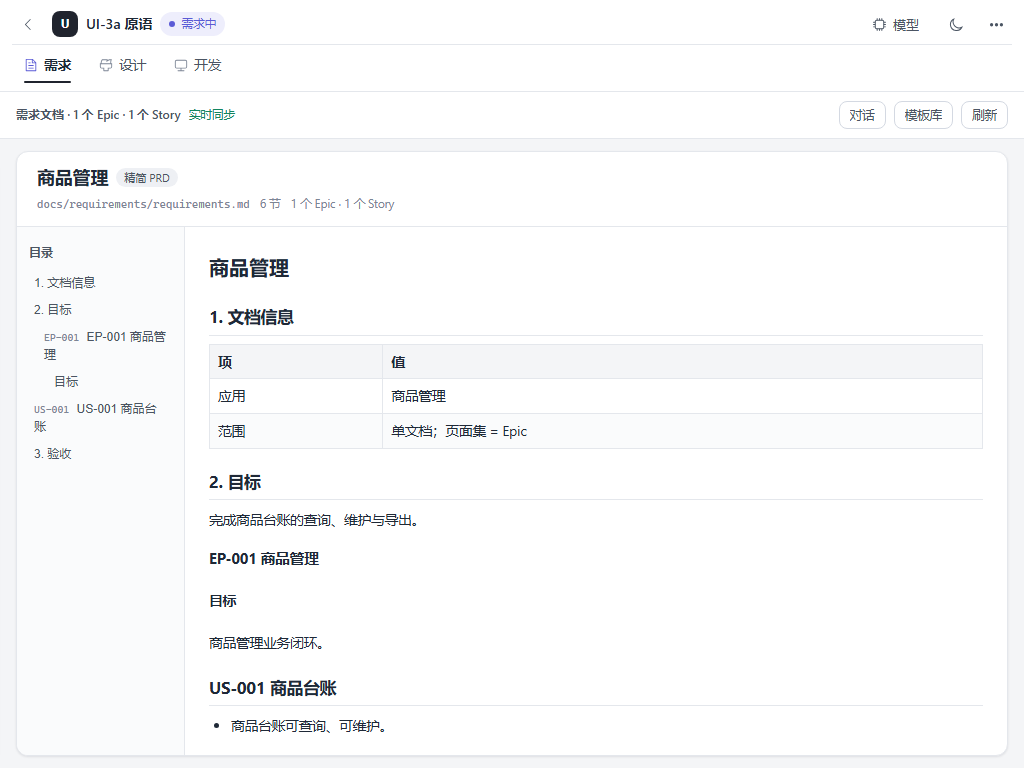 U UI-3a 原语 需求中 模型
需求 设计 开发
需求文档 · 1 个 Epic · 1 个 Story 实时同步 对话 模板库 刷新
商品管理 精简 PRD
docs/requirements/requirements.md 6 节 1 个 Epic · 1 个 Story
目录
1. 文档信息
2. 目标
EP-001 EP-001 商品管
理
目标
US-001 US-001 商品台
账
3. 验收
商品管理
1. 文档信息
项 值
应用 商品管理
范围 单文档；页面集 = Epic
2. 目标
完成商品台账的查询、维护与导出。
EP-001 商品管理
目标
商品管理业务闭环。
US-001 商品台账
• 商品台账可查询、可维护。